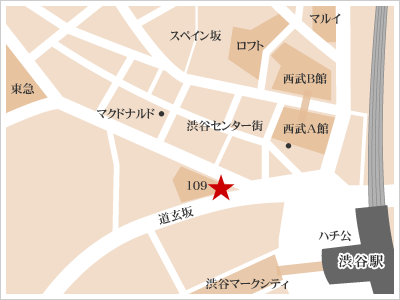 マルイ
スペイン坂
ロフト
西武B館
東急
マクドナルド
渋谷センター街
西武A館
109
道玄坂
ハチ公
渋谷駅
渋谷マークシティ